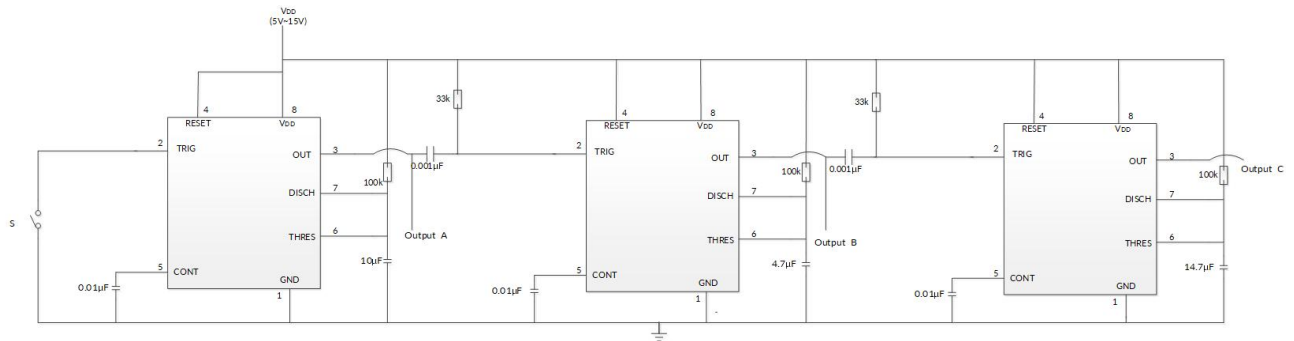 VDD
(5V~15V)
33k
33k
4
8
RESET
VDD
2
TRIG
OUT
3
0.001µF
100k
DISCH
7
THRES
6
Output A
10µF
5
CONT
0.01µF
GND
1
S
4
8
RESET
VDD
2
TRIG
OUT
3
0.001µF
100k
DISCH
7
THRES
6
Output B
4.7µF
5
CONT
0.01µF
GND
1
4
8
RESET
VDD
2
TRIG
OUT
3
Output C
100k
DISCH
7
THRES
6
14.7µF
5
CONT
0.01µF
GND
1